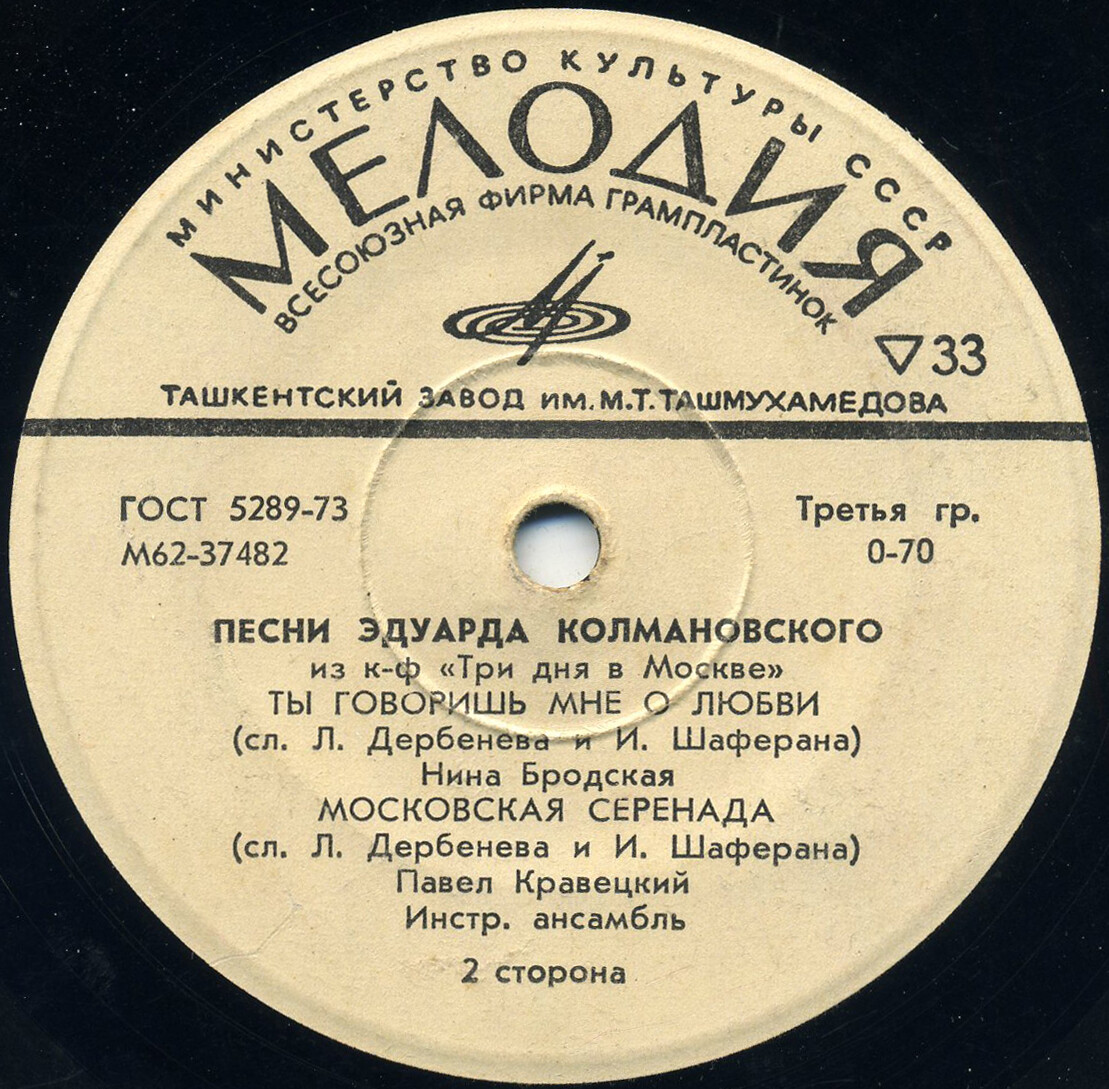 МИНИСТЕРСТВО КУЛЬТУРЫ СССР
МЕЛОДИЯ
ВСЕСОЮЗНАЯ ФИРМА ГРАМПЛАСТИНОК
33
ТАШКЕНТСКИЙ ЗАВОД ИМ. М.Т.ТАШМУХАМЕДОВА
ГОСТ 5289-73
Третья гр.
М62-37482
0-70
ПЕСНИ ЭДУАРДА КОЛМАНОВСКОГО
из к-ф «Три дня в Москве»
ТЫ ГОВОРИШЬ МНЕ О ЛЮБВИ
(сл. Л. Дербенева и И. Шаферана)
Нина Бродская
МОСКОВСКАЯ СЕРЕНАДА
(сл. Л. Дербенева и И. Шаферана)
Павел Кравецкий
Инстр. ансамбль
2 сторона